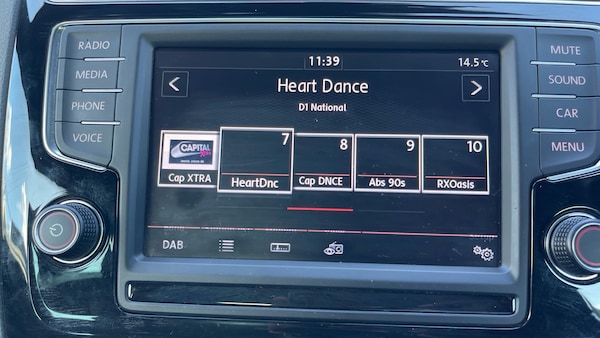 RADIO
MEDIA
PHONE
VOICE
11:39
14.5°C
Heart Dance
D1 National
CAPITAL
Cap XTRA
7
HeartDnc
8
Cap DNCE
9
Abs 90s
10
RXOasis
DAB
MUTE
SOUND
CAR
MENU